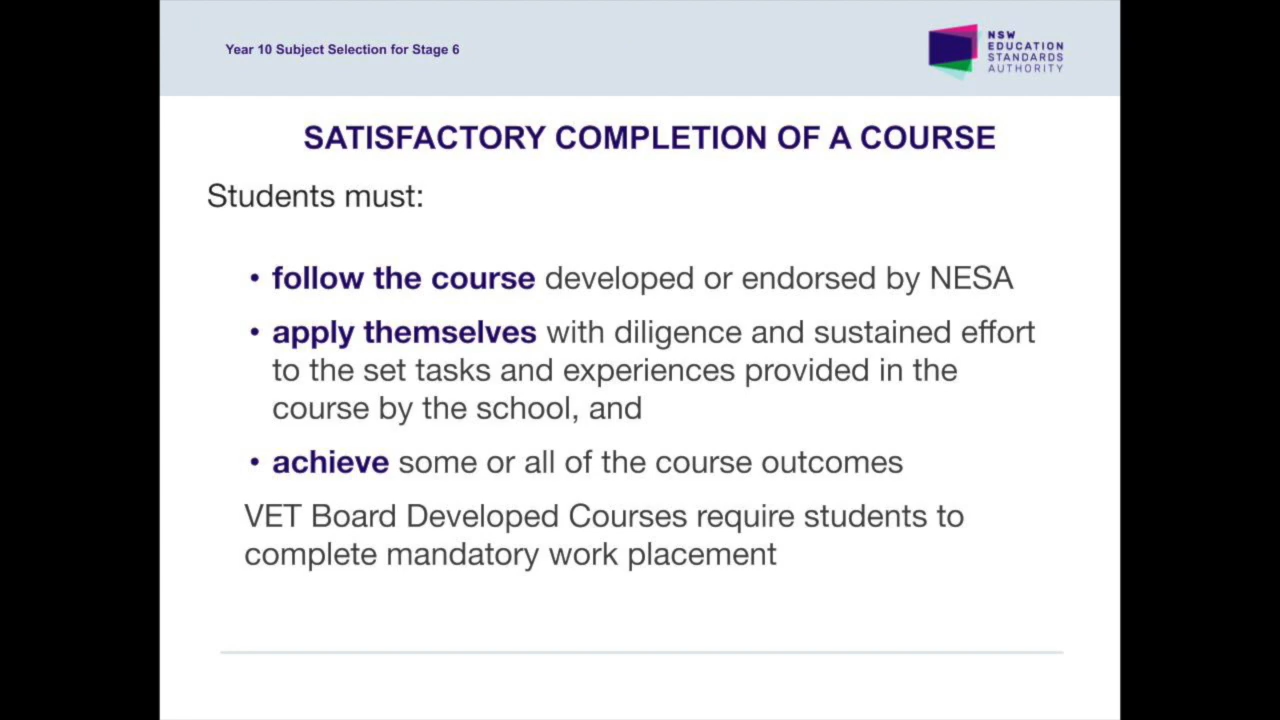 Year 10 Subject Selection for Stage 6
NSW
EDUCATION
STANDARDS
AUTHORITY
SATISFACTORY COMPLETION OF A COURSE
Students must:
• follow the course developed or endorsed by NESA
• apply themselves with diligence and sustained effort
to the set tasks and experiences provided in the
course by the school, and
• achieve some or all of the course outcomes
VET Board Developed Courses require students to
complete mandatory work placement